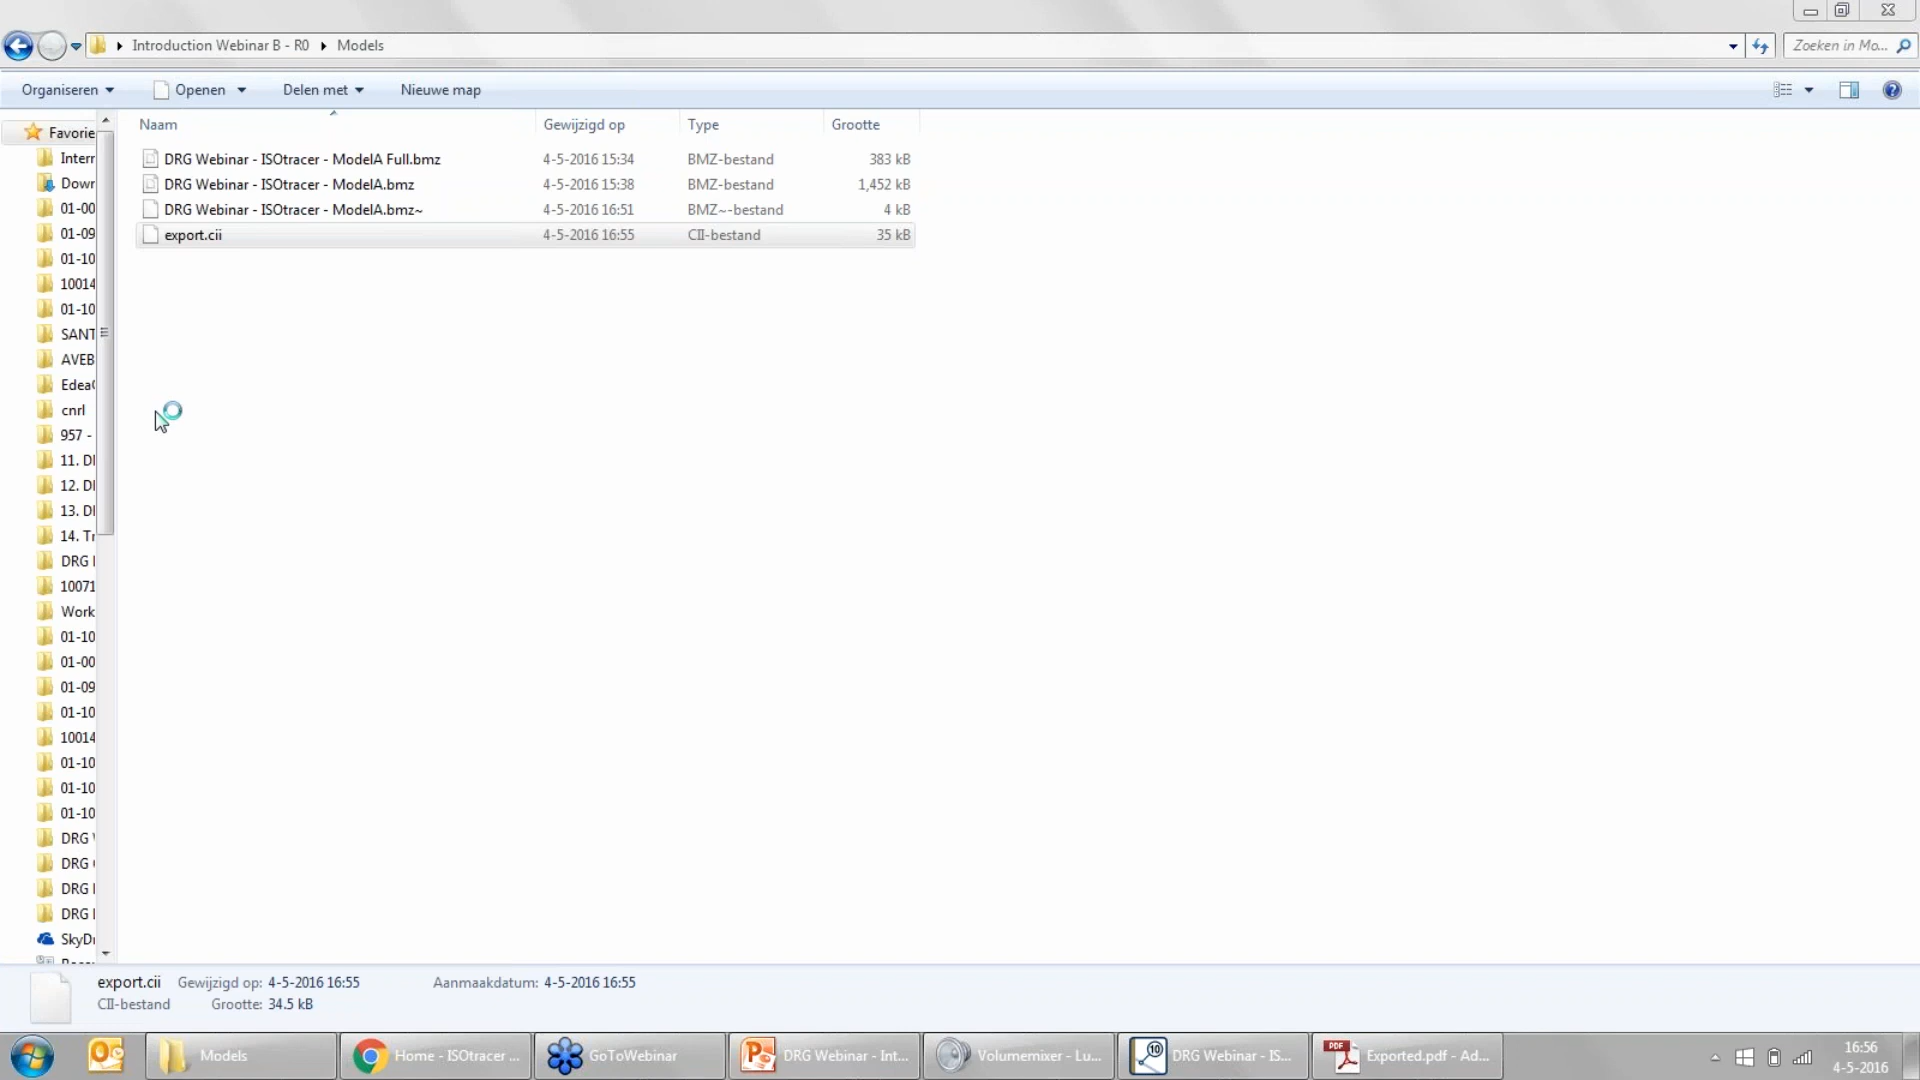 Introduction Webinar B - R0 Models
Zoeken in Mo...
Organiseren Openen Delen met Nieuwe map
Naam Gewijzigd op Type Grootte
DRG Webinar - ISOtracer - ModelA Full.bmz 4-5-2016 15:34 BMZ-bestand 383 kB
DRG Webinar - ISOtracer - ModelA.bmz 4-5-2016 15:38 BMZ-bestand 1,452 kB
DRG Webinar - ISOtracer - ModelA.bmz~ 4-5-2016 16:51 BMZ~-bestand 4 kB
export.cii 4-5-2016 16:55 CII-bestand 35 kB
Favorie
Interr
Dowr
01-00
01-09
01-10
10014
01-10
SANT
AVEB
Edea
cnrl
957 -
11. D
12. D
13. D
14. Tr
DRG
10071
Work
01-10
01-00
01-09
01-10
10014
01-10
01-10
01-10
DRG
DRG
DRG
DRG
SkyDr
export.cii Gewijzigd op: 4-5-2016 16:55 Aanmaakdatum: 4-5-2016 16:55
CII-bestand Grootte: 34.5 kB
Models Home - ISOtracer ... GoToWebinar DRG Webinar - Int... Volumemixer - Lu... DRG Webinar - IS... Exported.pdf - Ad...
16:56
4-5-2016